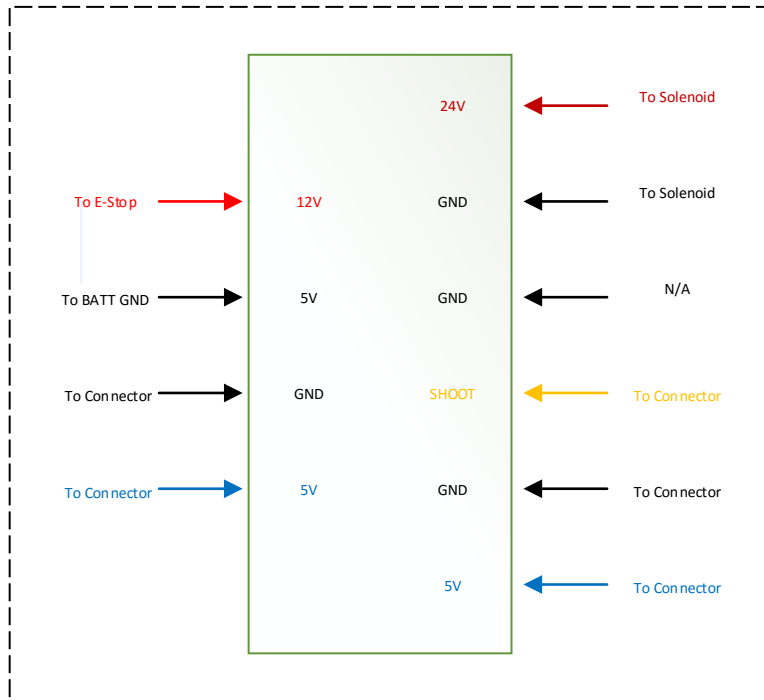 24V
To Solenoid
To E-Stop
12V
GND
To Solenoid
To BATT GND
5V
GND
N/A
To Connector
GND
SHOOT
To Connector
To Connector
5V
GND
To Connector
5V
To Connector